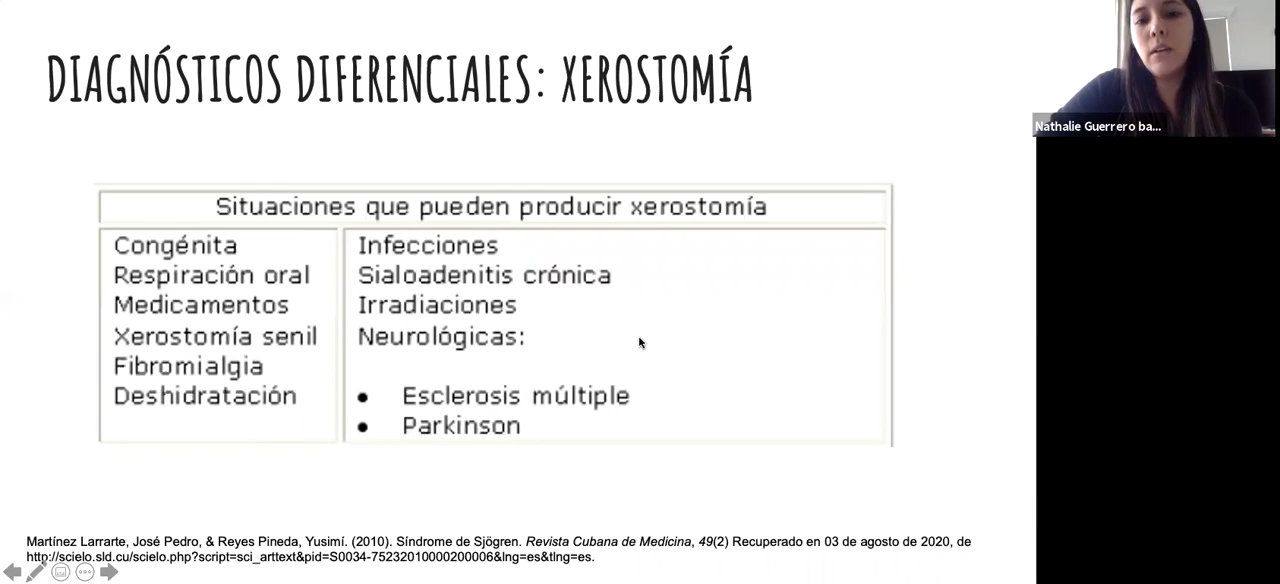 DIAGNÓSTICOS DIFERENCIALES: XEROSTOMÍA
Nathalie Guerrero ba...
Situaciones que pueden producir xerostomía
Congénita
Respiración oral
Medicamentos
Xerostomía senil
Fibromialgia
Deshidratación
Infecciones
Sialoadenitis crónica
Irradiaciones
Neurológicas:
• Esclerosis múltiple
• Parkinson
Martínez Larrarte, José Pedro, & Reyes Pineda, Yusimí. (2010). Síndrome de Sjögren. Revista Cubana de Medicina, 49(2) Recuperado en 03 de agosto de 2020, de
http://scielo.sld.cu/scielo.php?script=sci_arttext&pid=S0034-75232010000200006&lng=es&tlng=es.